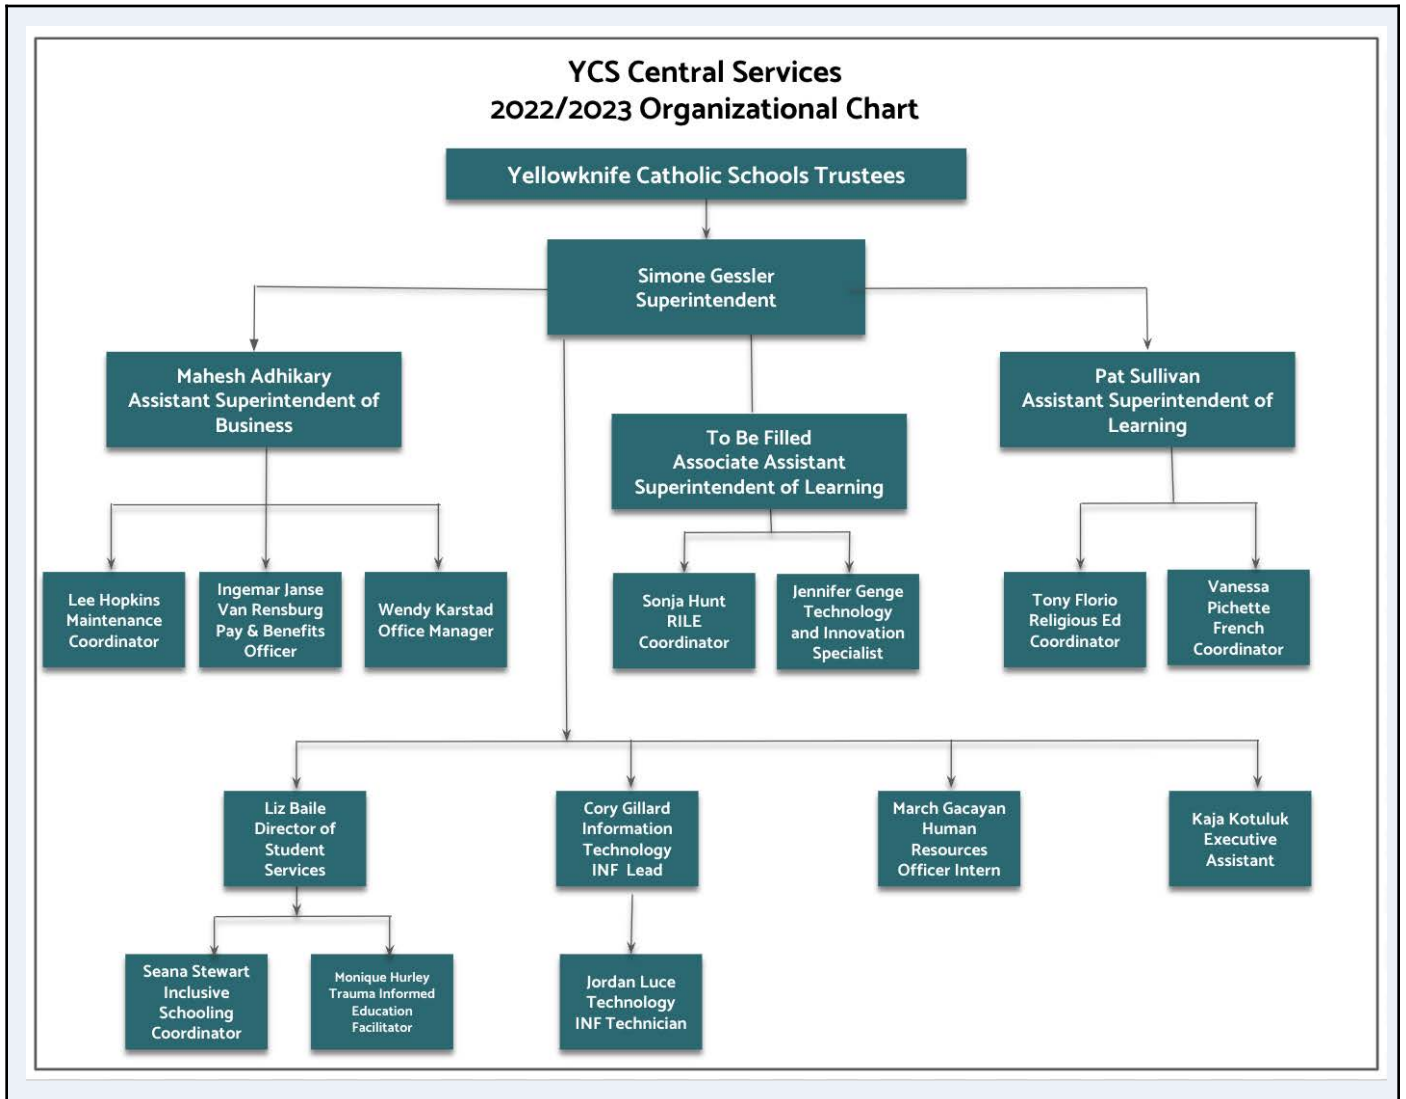 YCS Central Services
2022/2023 Organizational Chart
Yellowknife Catholic Schools Trustees
Simone Gessler
Superintendent
Mahesh Adhikary
Assistant Superintendent of
Business
To Be Filled
Associate Assistant
Superintendent of Learning
Pat Sullivan
Assistant Superintendent of
Learning
Lee Hopkins
Maintenance
Coordinator
Ingemar Janse
Van Rensburg
Pay & Benefits
Officer
Wendy Karstad
Office Manager
Sonja Hunt
RILE
Coordinator
Jennifer Genge
Technology
and Innovation
Specialist
Tony Florio
Religious Ed
Coordinator
Vanessa
Pichette
French
Coordinator
Liz Baile
Director of
Student
Services
Cory Gillard
Information
Technology
INF Lead
March Gacayan
Human
Resources
Officer Intern
Kaja Kotuluk
Executive
Assistant
Seana Stewart
Inclusive
Schooling
Coordinator
Monique Hurley
Trauma Informed
Education
Facilitator
Jordan Luce
Technology
INF Technician